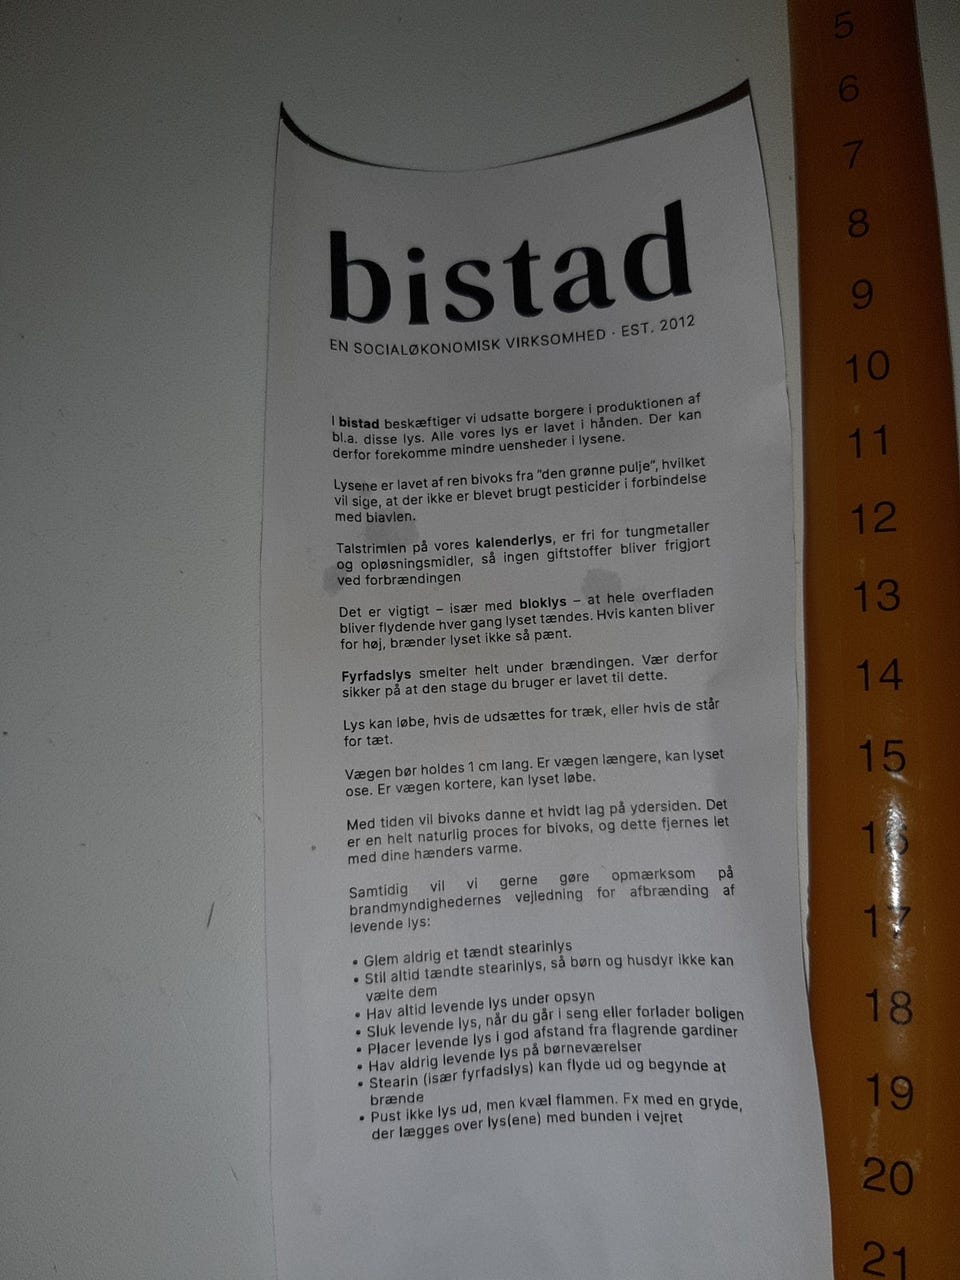 bistad
EN SOCIALØKONOMISK VIRKSOMHED · EST. 2012
I bistad beskæftiger vi udsatte borgere i produktionen af
bl.a. disse lys. Alle vores lys er lavet i hånden. Der kan
derfor forekomme mindre uensheder i lysene.
Lysene er lavet af ren bivoks fra "den grønne pulje", hvilket
vil sige, at der ikke er blevet brugt pesticider i forbindelse
med biavlen.
Talstrimlen på vores kalenderlys, er fri for tungmetaller
og opløsningsmidler, så ingen giftstoffer bliver frigjort
ved forbrændingen
Det er vigtigt – især med bloklys – at hele overfladen
bliver flydende hver gang lyset tændes. Hvis kanten bliver
for høj, brænder lyset ikke så pænt.
Fyrfadslys smelter helt under brændingen. Vær derfor
sikker på at den stage du bruger er lavet til dette.
Lys kan løbe, hvis de udsættes for træk, eller hvis de står
for tæt.
Vægen bør holdes 1 cm lang. Er vægen længere, kan lyset
ose. Er vægen kortere, kan lyset løbe.
Med tiden vil bivoks danne et hvidt lag på ydersiden. Det
er en helt naturlig proces for bivoks, og dette fjernes let
med dine hænders varme.
Samtidig vil vi gerne gøre opmærksom på
brandmyndighedernes vejledning for afbrænding af
levende lys:
• Glem aldrig et tændt stearinlys
• Stil altid tændte stearinlys, så børn og husdyr ikke kan
vælte dem
• Hav altid levende lys under opsyn
• Sluk levende lys, når du går i seng eller forlader boligen
• Placer levende lys i god afstand fra flagrende gardiner
• Hav aldrig levende lys på børneværelser
• Stearin (især fyrfadslys) kan flyde ud og begynde at
brænde
• Pust ikke lys ud, men kvæl flammen. Fx med en gryde,
der lægges over lys(ene) med bunden i vejret
5
6
7
8
9
10
11
12
13
14
15
16
17
18
19
20
21